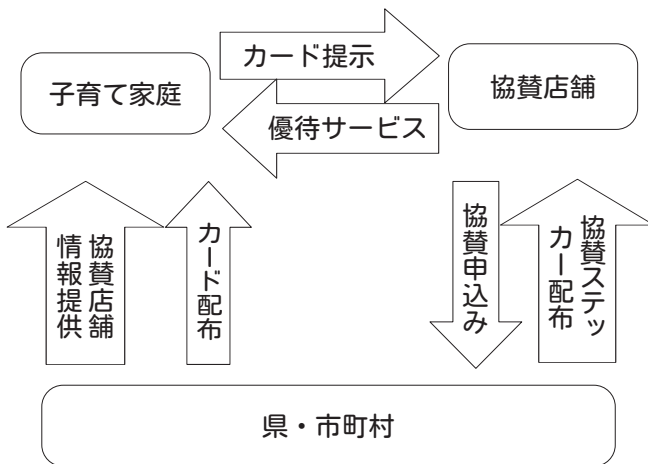 カード提示
子育て家庭
協賛店舗
優待サービス
協賛店舗
情報提供
カード配布
協賛申込み
協賛ステッ
カー配布
県・市町村